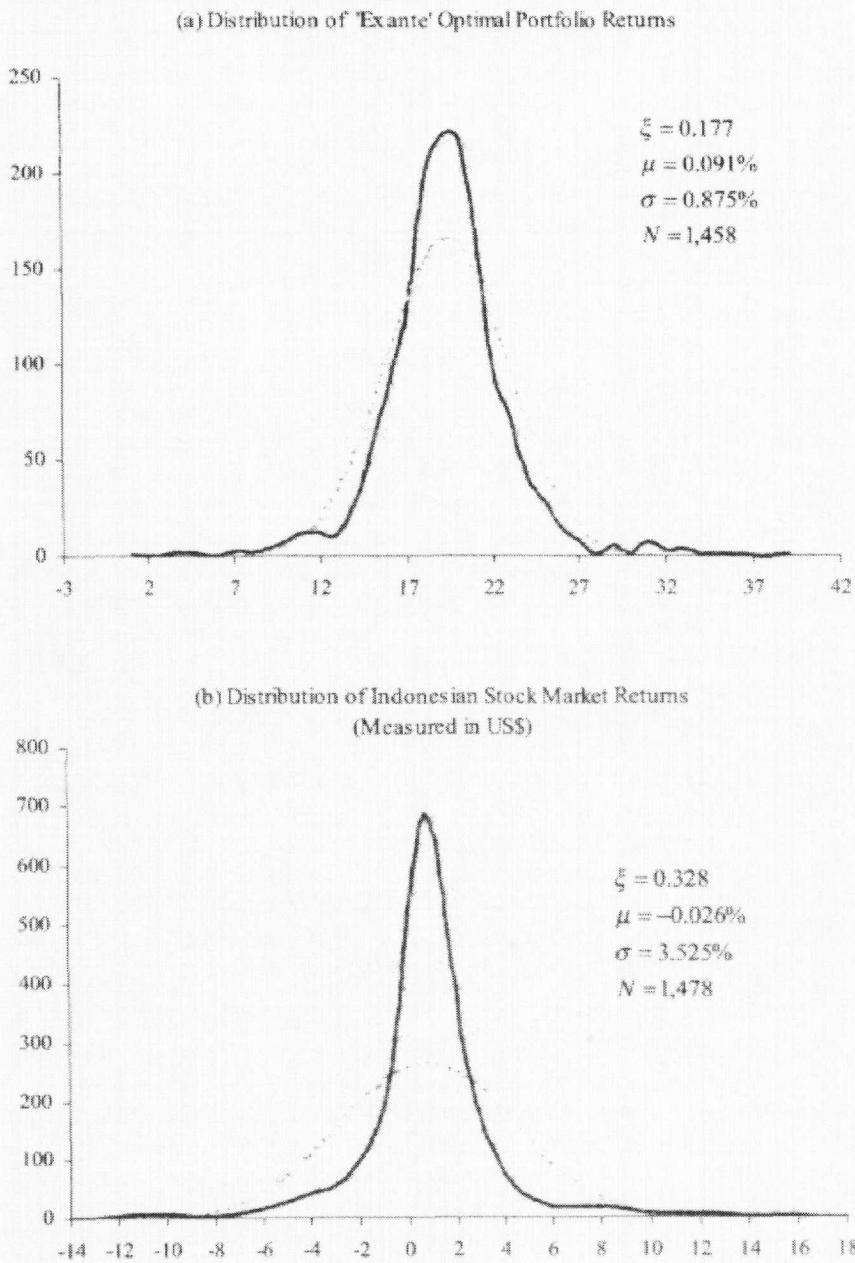 (a) Distribution of 'Ex ante' Optimal Portfolio Returns
250
200
150
100
50
0
-3 2 7 12 17 22 27 32 37 42
ξ = 0.177
μ = 0.091%
σ = 0.875%
N = 1,458
(b) Distribution of Indonesian Stock Market Returns
(Measured in US$)
800
700
600
500
400
300
200
100
0
-14 -12 -10 -8 -6 -4 -2 0 2 4 6 8 10 12 14 16 18
ξ = 0.328
μ = –0.026%
σ = 3.525%
N = 1,478